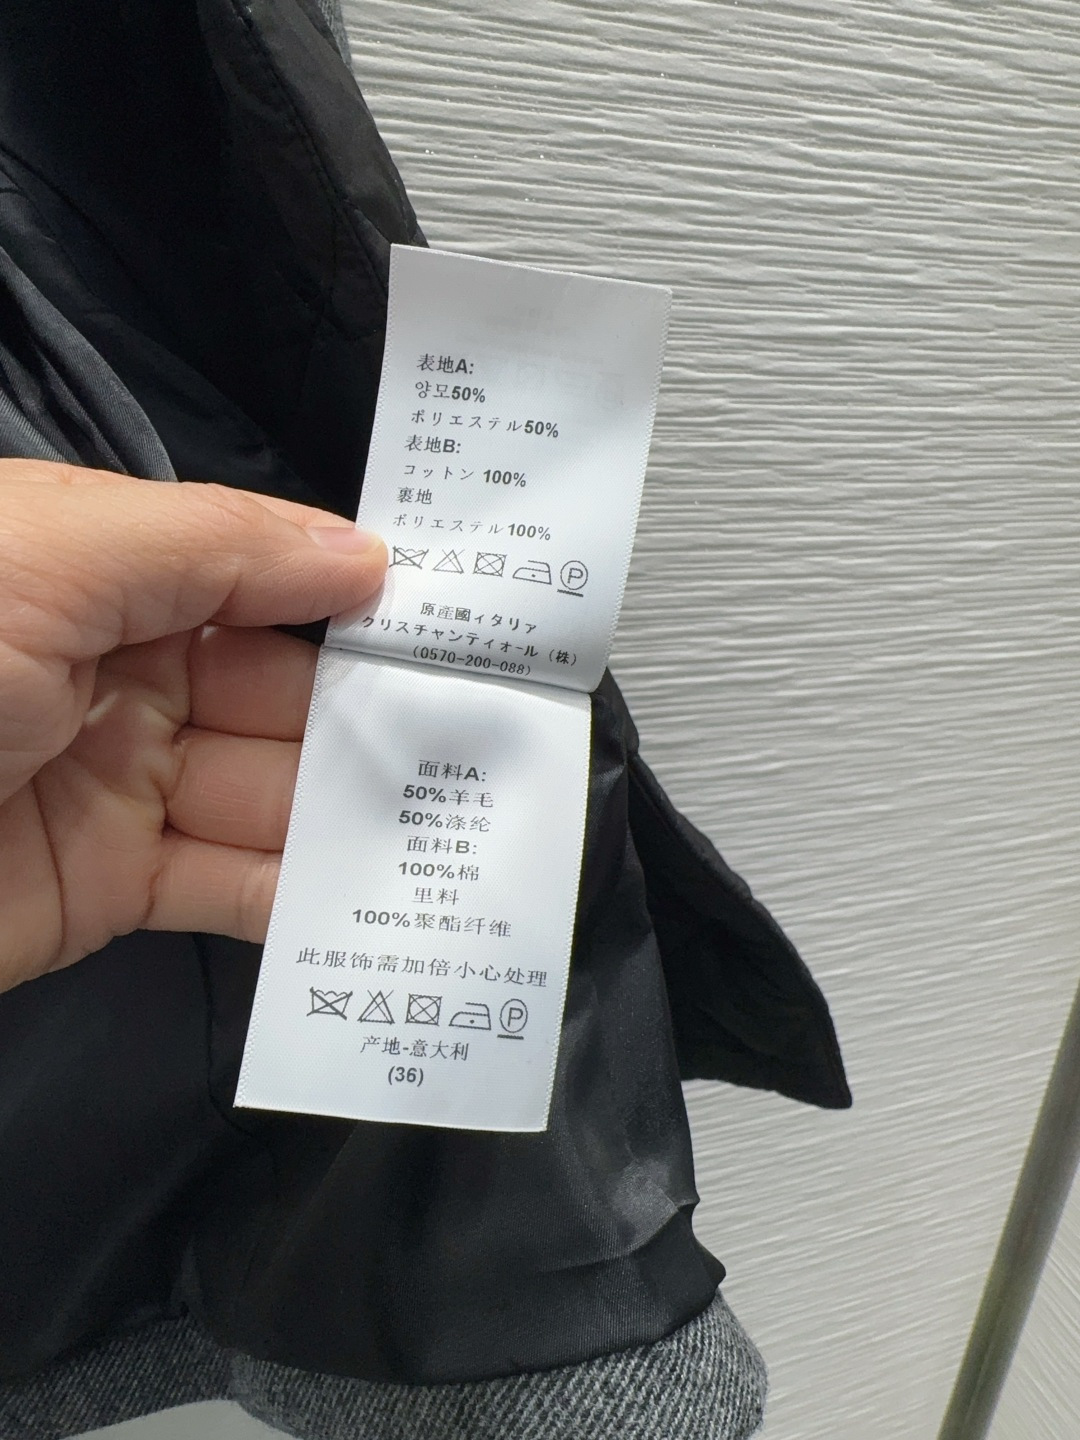 表地A:
양모50%
ポリエステル50%
表地B:
コットン 100%
裏地
ポリエステル100%
P
原産國ィタリア
クリスチャンティオール（株）
(0570-200-088)
面料A:
50%羊毛
50%涤纶
面料B:
100%棉
里料
100%聚酯纤维
此服饰需加倍小心处理
P
产地-意大利
(36)